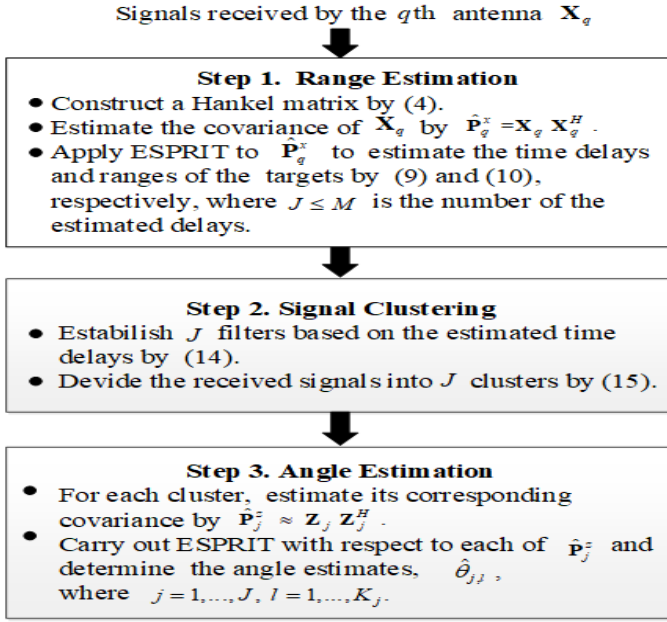 Signals received by the qth antenna X_q
Step 1. Range Estimation
● Construct a Hankel matrix by (4).
● Estimate the covariance of X_q by P̂_q^x =X_q X_q^H .
● Apply ESPRIT to P̂_q^x to estimate the time delays
and ranges of the targets by (9) and (10),
respectively, where J ≤ M is the number of the
estimated delays.
Step 2. Signal Clustering
● Estabilish J filters based on the estimated time
delays by (14).
● Devide the received signals into J clusters by (15).
Step 3. Angle Estimation
● For each cluster, estimate its corresponding
covariance by P̂_j^z ≈ Z_j Z_j^H .
● Carry out ESPRIT with respect to each of P̂_j^z and
determine the angle estimates, θ̂_{j,l} ,
where j = 1,..., J, l = 1,..., K_j.